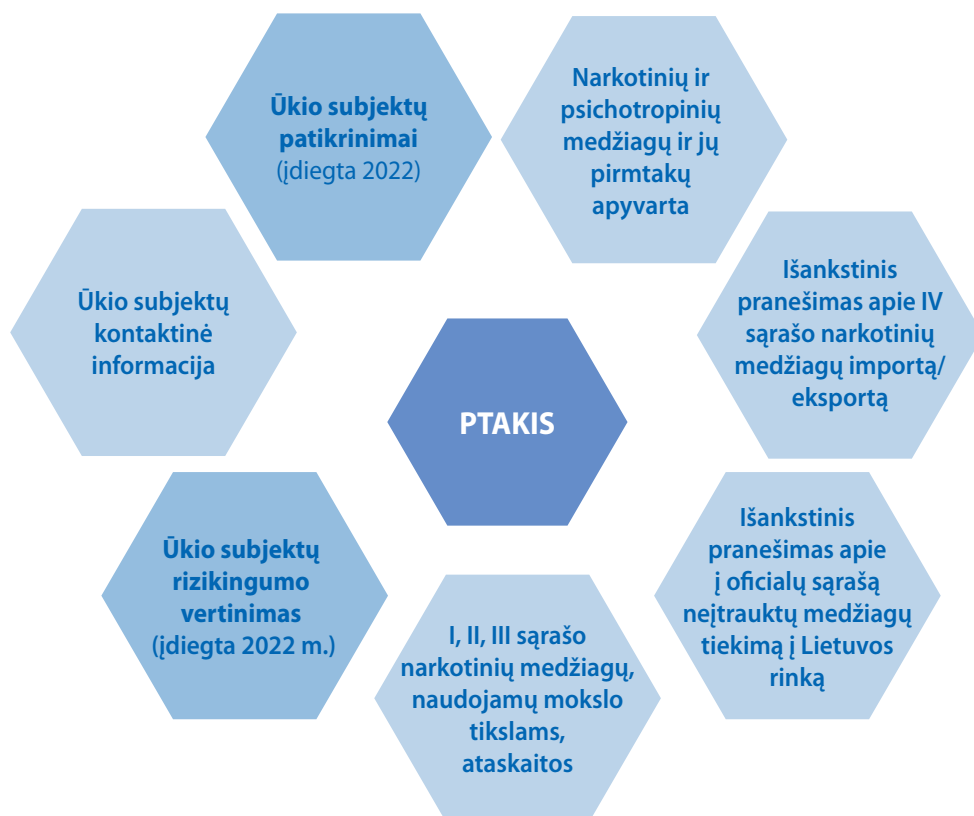 Ūkio subjektų
patikrinimai
(įdiegta 2022)
Narkotinių ir
psichotropinių
medžiagų ir jų
pirmtakų
apyvarta
Išankstinis
pranešimas apie IV
sąrašo narkotinių
medžiagų importą/
eksportą
Išankstinis
pranešimas apie
į oficialų sąrašą
neįtrauktų medžiagų
tiekimą į Lietuvos
rinką
I, II, III sąrašo
narkotinių medžiagų,
naudojamų mokslo
tikslams,
ataskaitos
Ūkio subjektų
rizikingumo
vertinimas
(įdiegta 2022 m.)
Ūkio subjektų
kontaktinė
informacija
PTAKIS